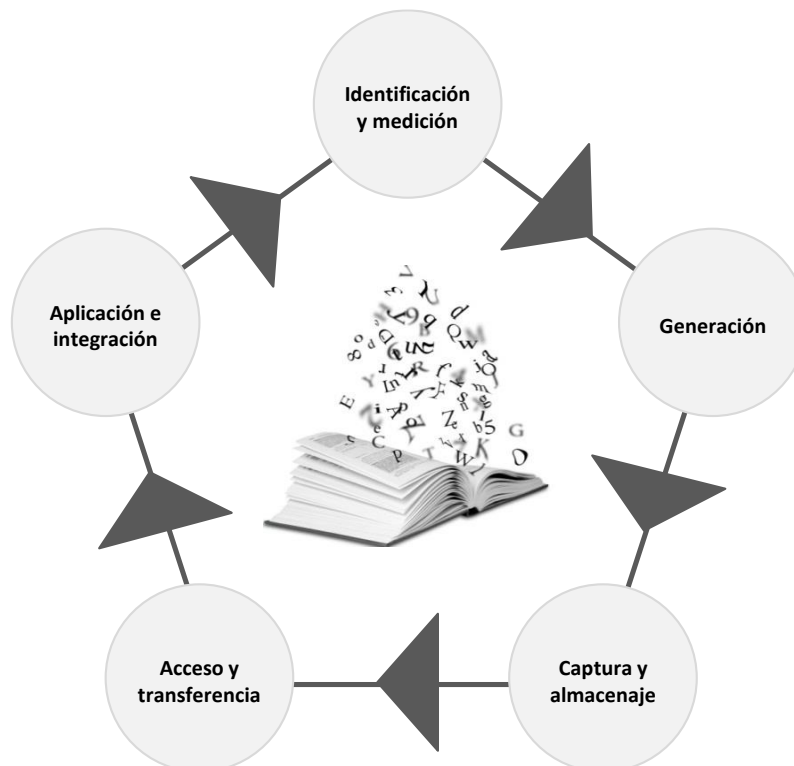 Identificación
y medición
Generación
Captura y
almacenaje
Acceso y
transferencia
Aplicación e
integración